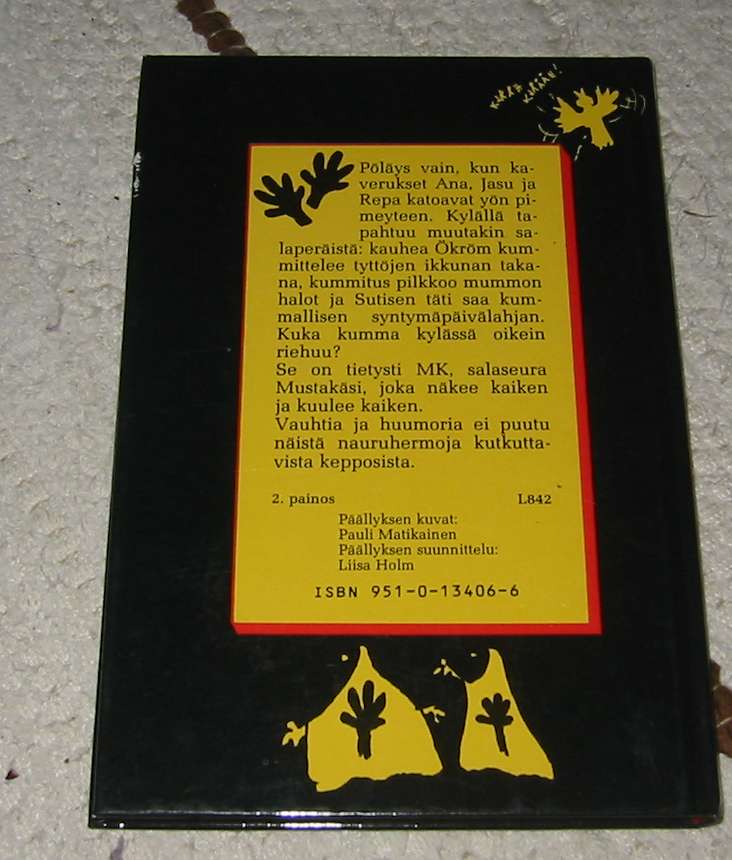 Pöläys vain, kun ka-
verukset Ana, Jasu ja
Repa katoavat yön pi-
meyteen. Kylällä ta-
pahtuu muutakin sa-
laperäistä: kauhea Ökröm kum-
mittelee tyttöjen ikkunan taka-
na, kummitus pilkkoo mummon
halot ja Sutisen täti saa kum-
mallisen syntymäpäivälahjan.
Kuka kumma kylässä oikein
riehuu?
Se on tietysti MK, salaseura
Mustakäsi, joka näkee kaiken
ja kuulee kaiken.
Vauhtia ja huumoria ei puutu
näistä nauruhermoja kutkutta-
vista kepposista.
2. painos L842
Päällyksen kuvat:
Pauli Matikainen
Päällyksen suunnittelu:
Liisa Holm
ISBN 951-0-13406-6